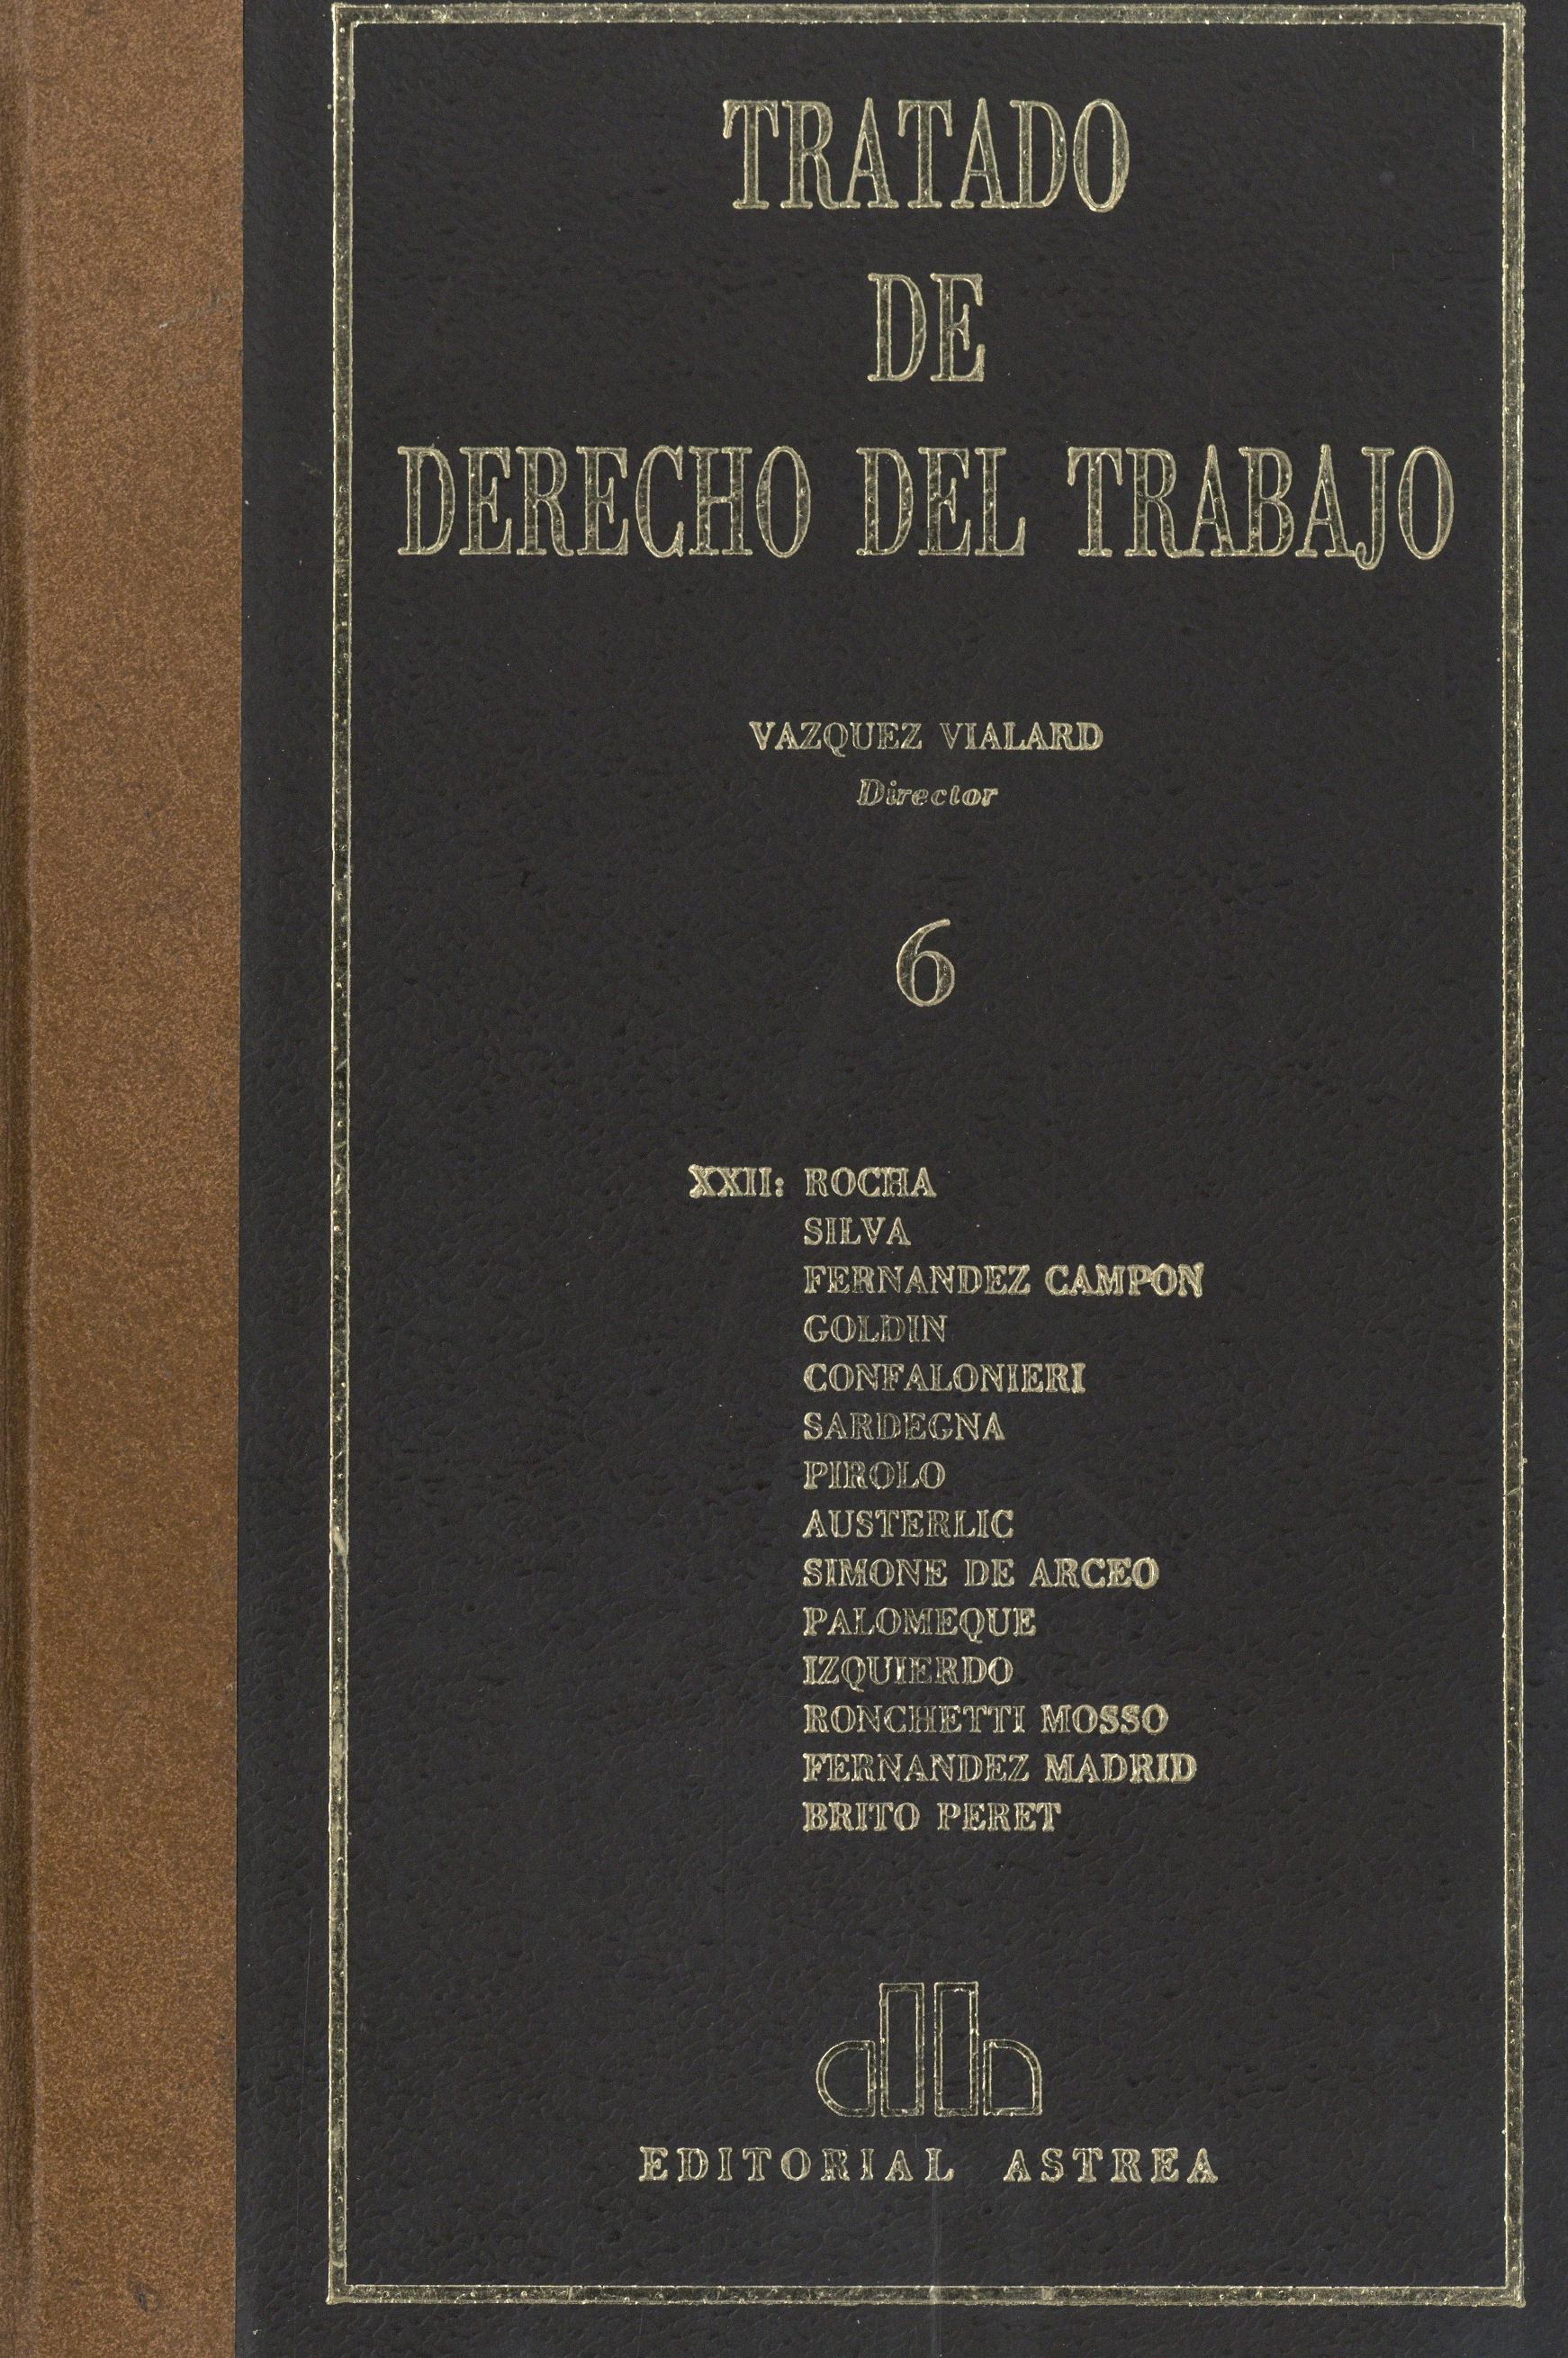 TRATADO
DE
DERECHO DEL TRABAJO
VAZQUEZ VIALARD
Director
6
XXII: ROCHA
SILVA
FERNANDEZ CAMPON
GOLDIN
CONFALONIERI
SARDEGNA
PIROLO
AUSTERLIC
SIMONE DE ARCEO
PALOMEQUE
IZQUIERDO
RONCHETTI MOSSO
FERNANDEZ MADRID
BRITO PERET
EDITORIAL ASTREA